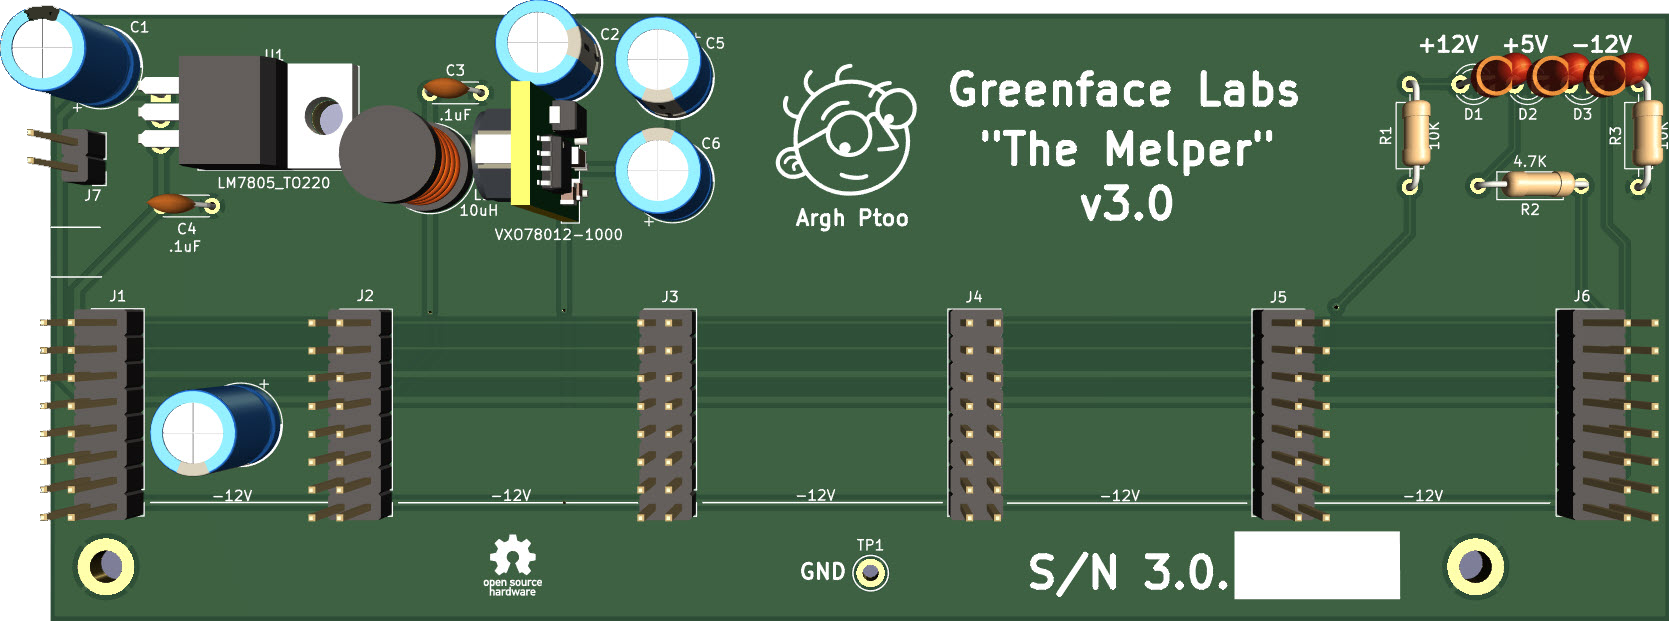 C1
U1
LM7805_TO220
J7
C4
.1uF
C3
.1uF
10uH
C2
C5
C6
VXO78012-1000
Argh Ptoo
Greenface Labs
"The Melper"
v3.0
+12V +5V -12V
D1 D2 D3
R1
10K
4.7K
R2
R3
10K
J1 J2 J3 J4 J5 J6
-12V -12V -12V -12V -12V
open source
hardware
TP1
GND
S/N 3.0.